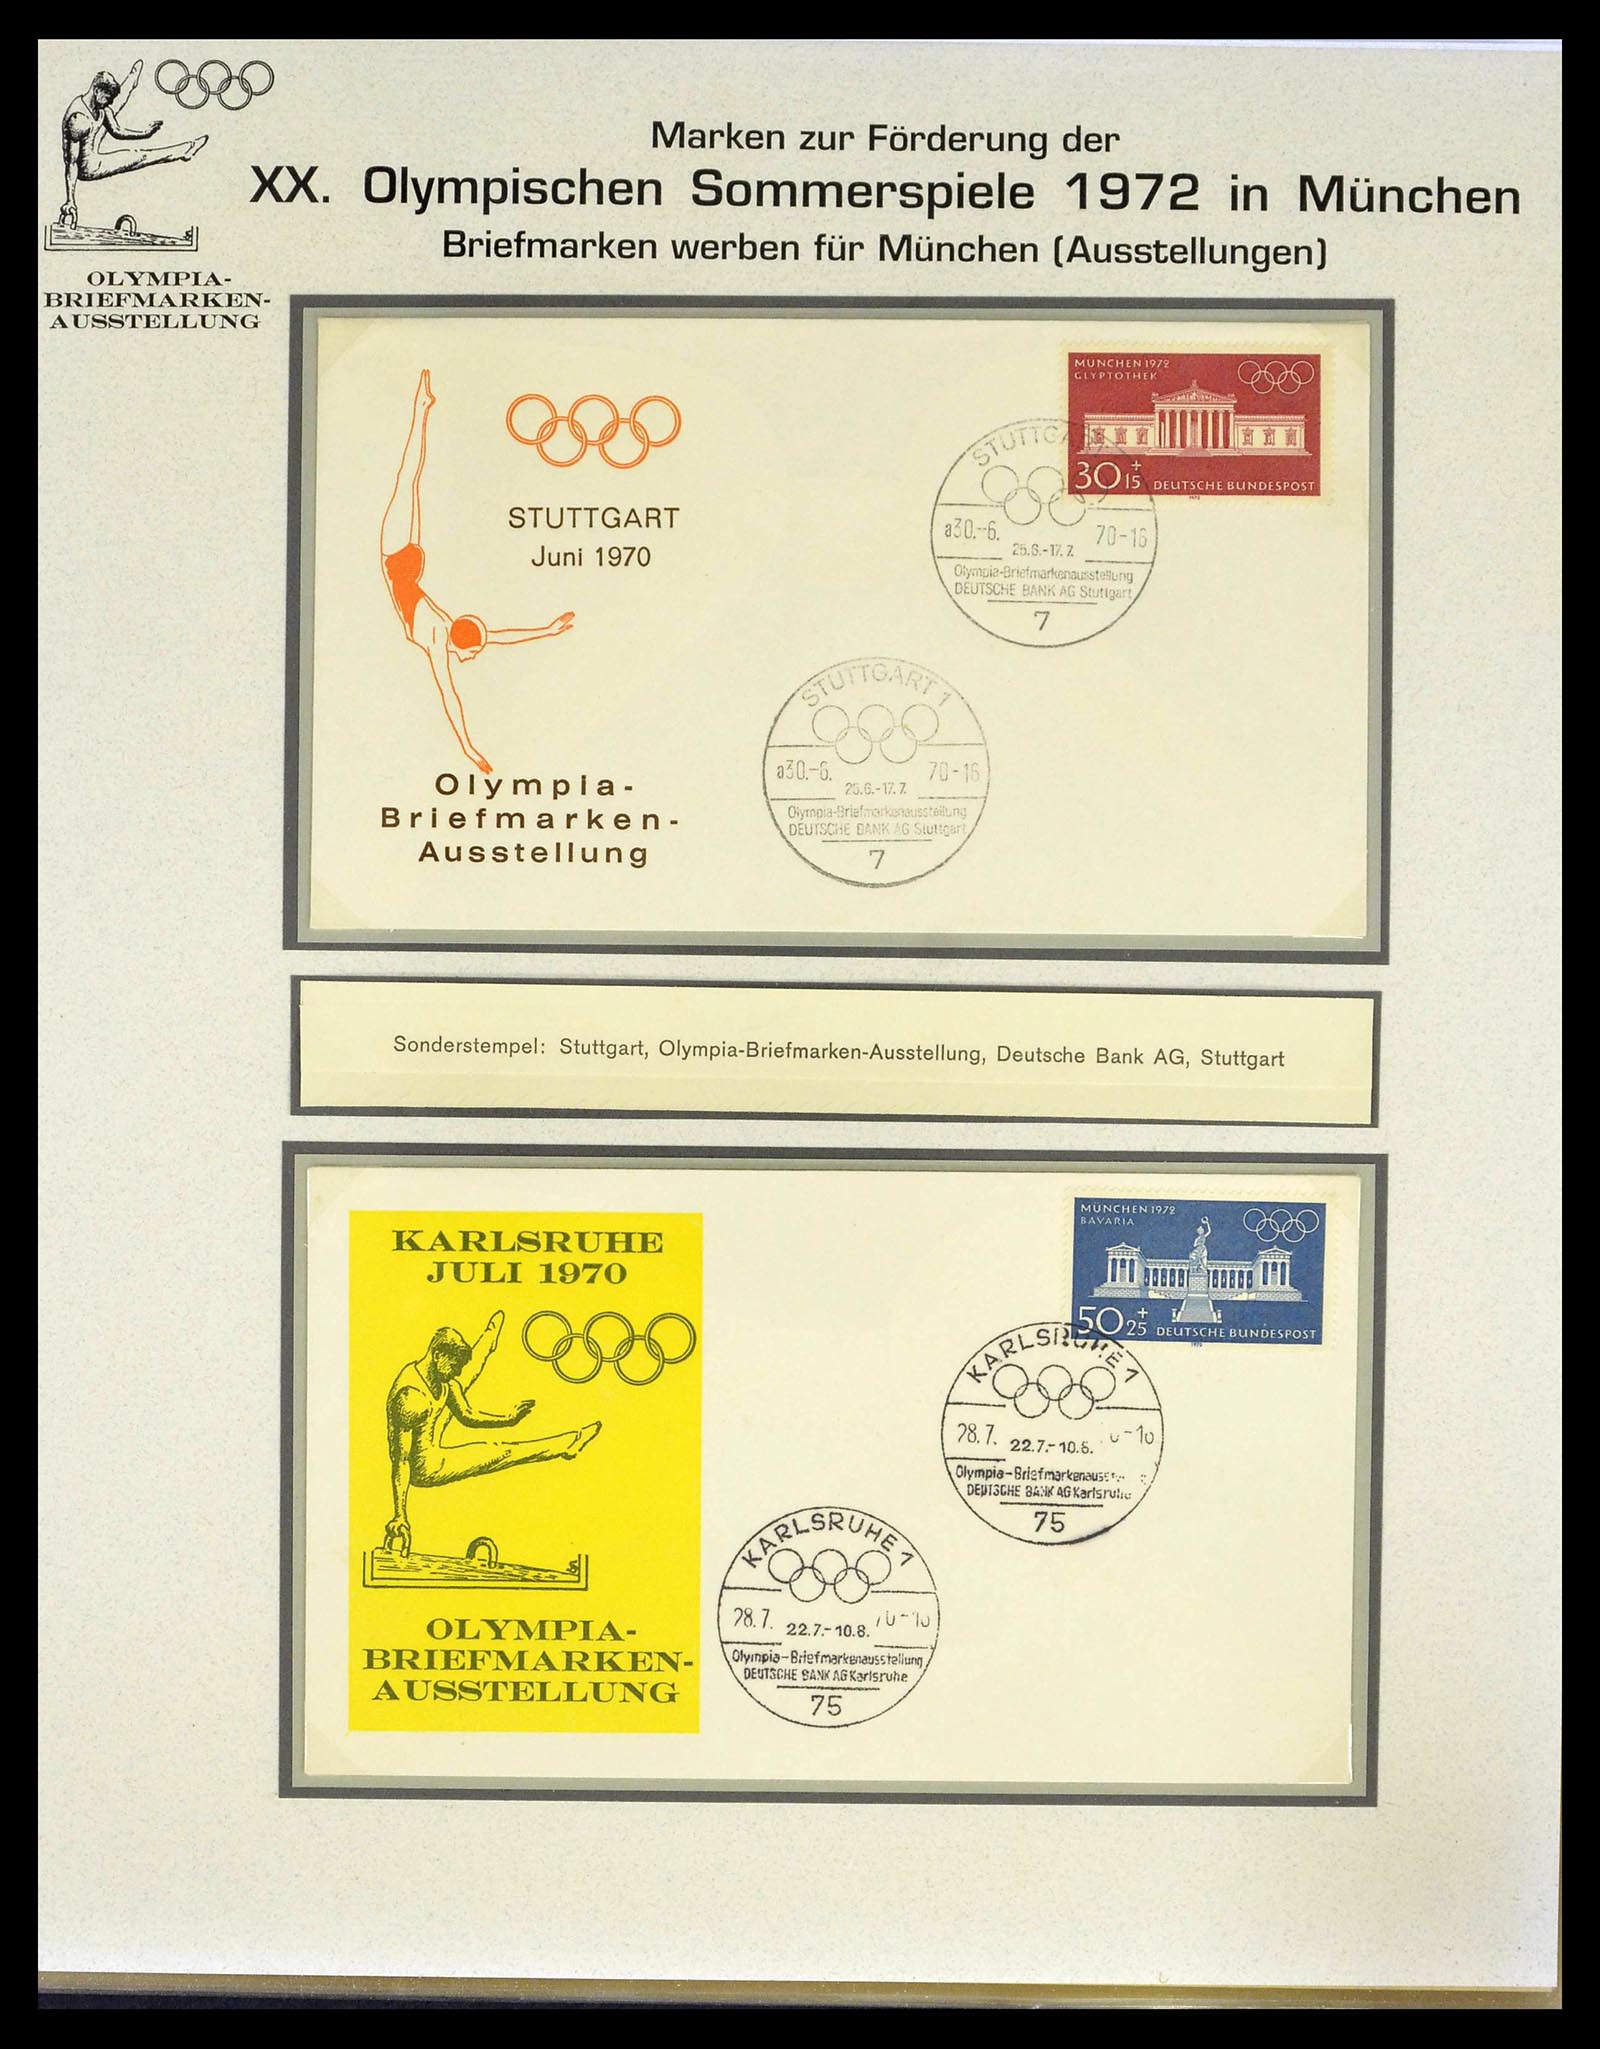 Marken zur Förderung der
XX. Olympischen Sommerspiele 1972 in München
Briefmarken werben für München (Ausstellungen)
OLYMPIA-
BRIEFMARKEN-
AUSSTELLUNG
STUTTGART
Juni 1970
Olympia-
Briefmarken-
Ausstellung
MÜNCHEN 1972
GLYPTOTHEK
30+15 DEUTSCHE BUNDESPOST
1972
a30.-6. 70-16
25.6.-17.7.
Olympia-Briefmarkenausstellung
DEUTSCHE BANK AG Stuttgart
7
STUTTGART 1
a30.-6. 70-16
25.6.-17.7.
Olympia-Briefmarkenausstellung
DEUTSCHE BANK AG Stuttgart
7
Sonderstempel: Stuttgart, Olympia-Briefmarken-Ausstellung, Deutsche Bank AG, Stuttgart
KARLSRUHE
JULI 1970
OLYMPIA-
BRIEFMARKEN-
AUSSTELLUNG
MÜNCHEN 1972
BAVARIA
50+25 DEUTSCHE BUNDESPOST
KARLSRUHE 1
28.7. 22.7.-10.8.
Olympia-Briefmarkenausstellung
DEUTSCHE BANK AG Karlsruhe
75
KARLSRUHE 1
28.7. 22.7.-10.8.
Olympia-Briefmarkenausstellung
DEUTSCHE BANK AG Karlsruhe
75